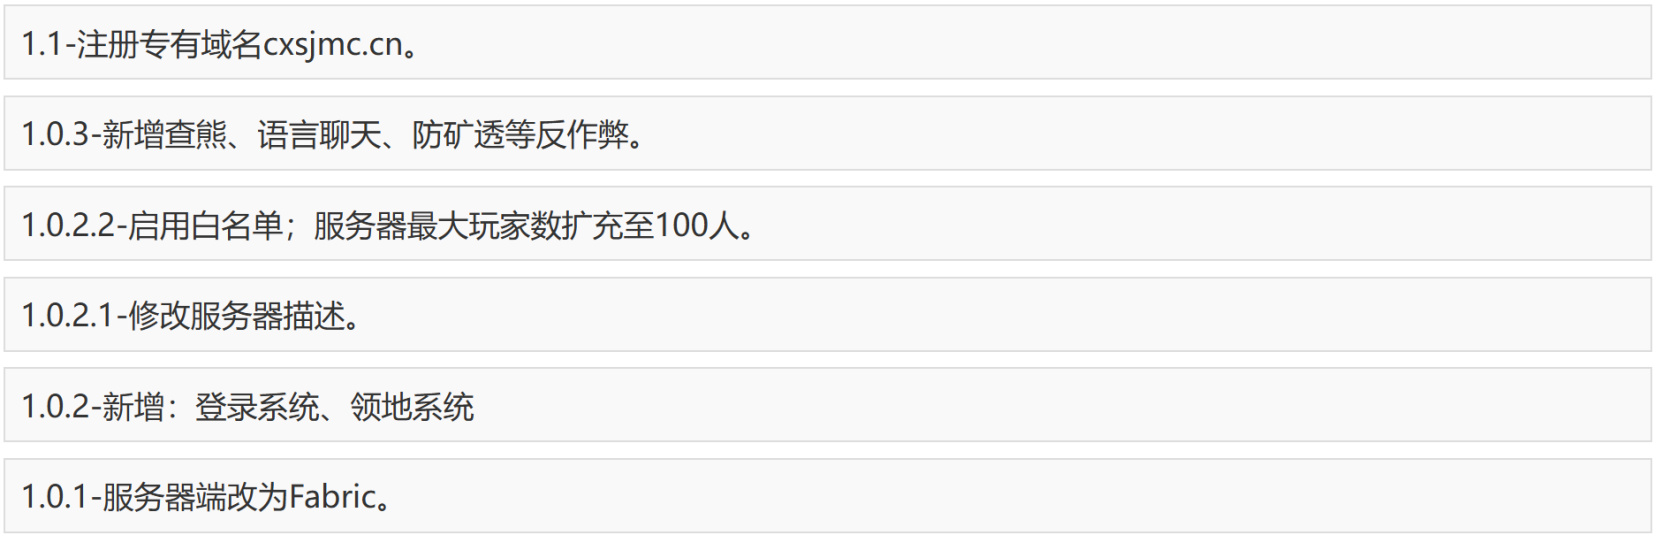 1.1-注册专有域名cxsjmc.cn。
1.0.3-新增查熊、语言聊天、防矿透等反作弊。
1.0.2.2-启用白名单；服务器最大玩家数扩充至100人。
1.0.2.1-修改服务器描述。
1.0.2-新增：登录系统、领地系统
1.0.1-服务器端改为Fabric。